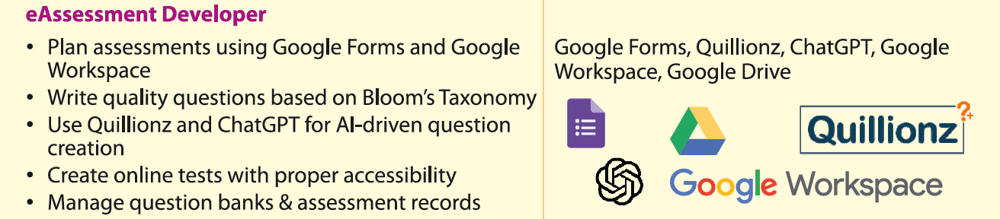 eAssessment Developer
• Plan assessments using Google Forms and Google
Workspace
• Write quality questions based on Bloom's Taxonomy
• Use Quillionz and ChatGPT for AI-driven question
creation
• Create online tests with proper accessibility
• Manage question banks & assessment records
Google Forms, Quillionz, ChatGPT, Google
Workspace, Google Drive
Quillionz?+
Google Workspace